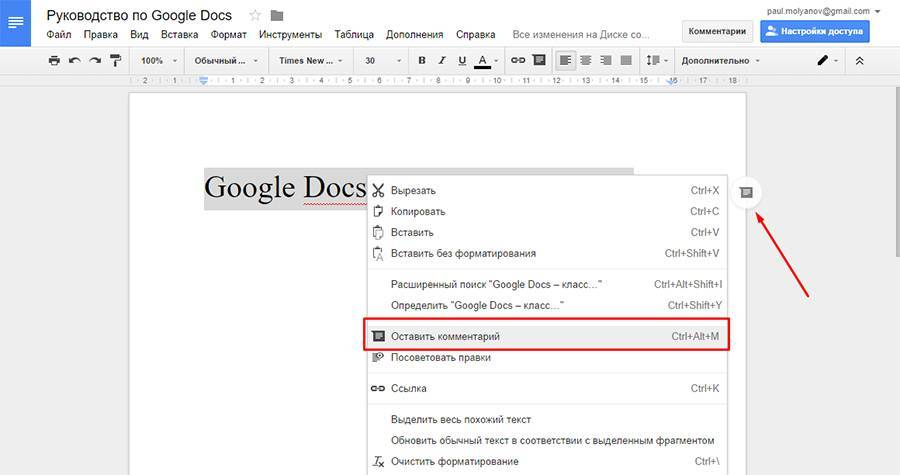 Руководство по Google Docs
paul.molyanov@gmail.com
Файл Правка Вид Вставка Формат Инструменты Таблица Дополнения Справка Все изменения на Диске со...
Комментарии Настройки доступа
100% Обычный ... Times New ... 30 B I U A Дополнительно
2 1 1 2 3 4 5 6 7 8 9 10 11 12 13 14 15 16 17 18
Google Docs
Вырезать Ctrl+X
Копировать Ctrl+C
Вставить Ctrl+V
Вставить без форматирования Ctrl+Shift+V
Расширенный поиск "Google Docs – класс…" Ctrl+Alt+Shift+I
Определить "Google Docs – класс…" Ctrl+Shift+Y
Оставить комментарий Ctrl+Alt+M
Посоветовать правки
Ссылка Ctrl+K
Выделить весь похожий текст
Обновить обычный текст в соответствии с выделенным фрагментом
Очистить форматирование Ctrl+\